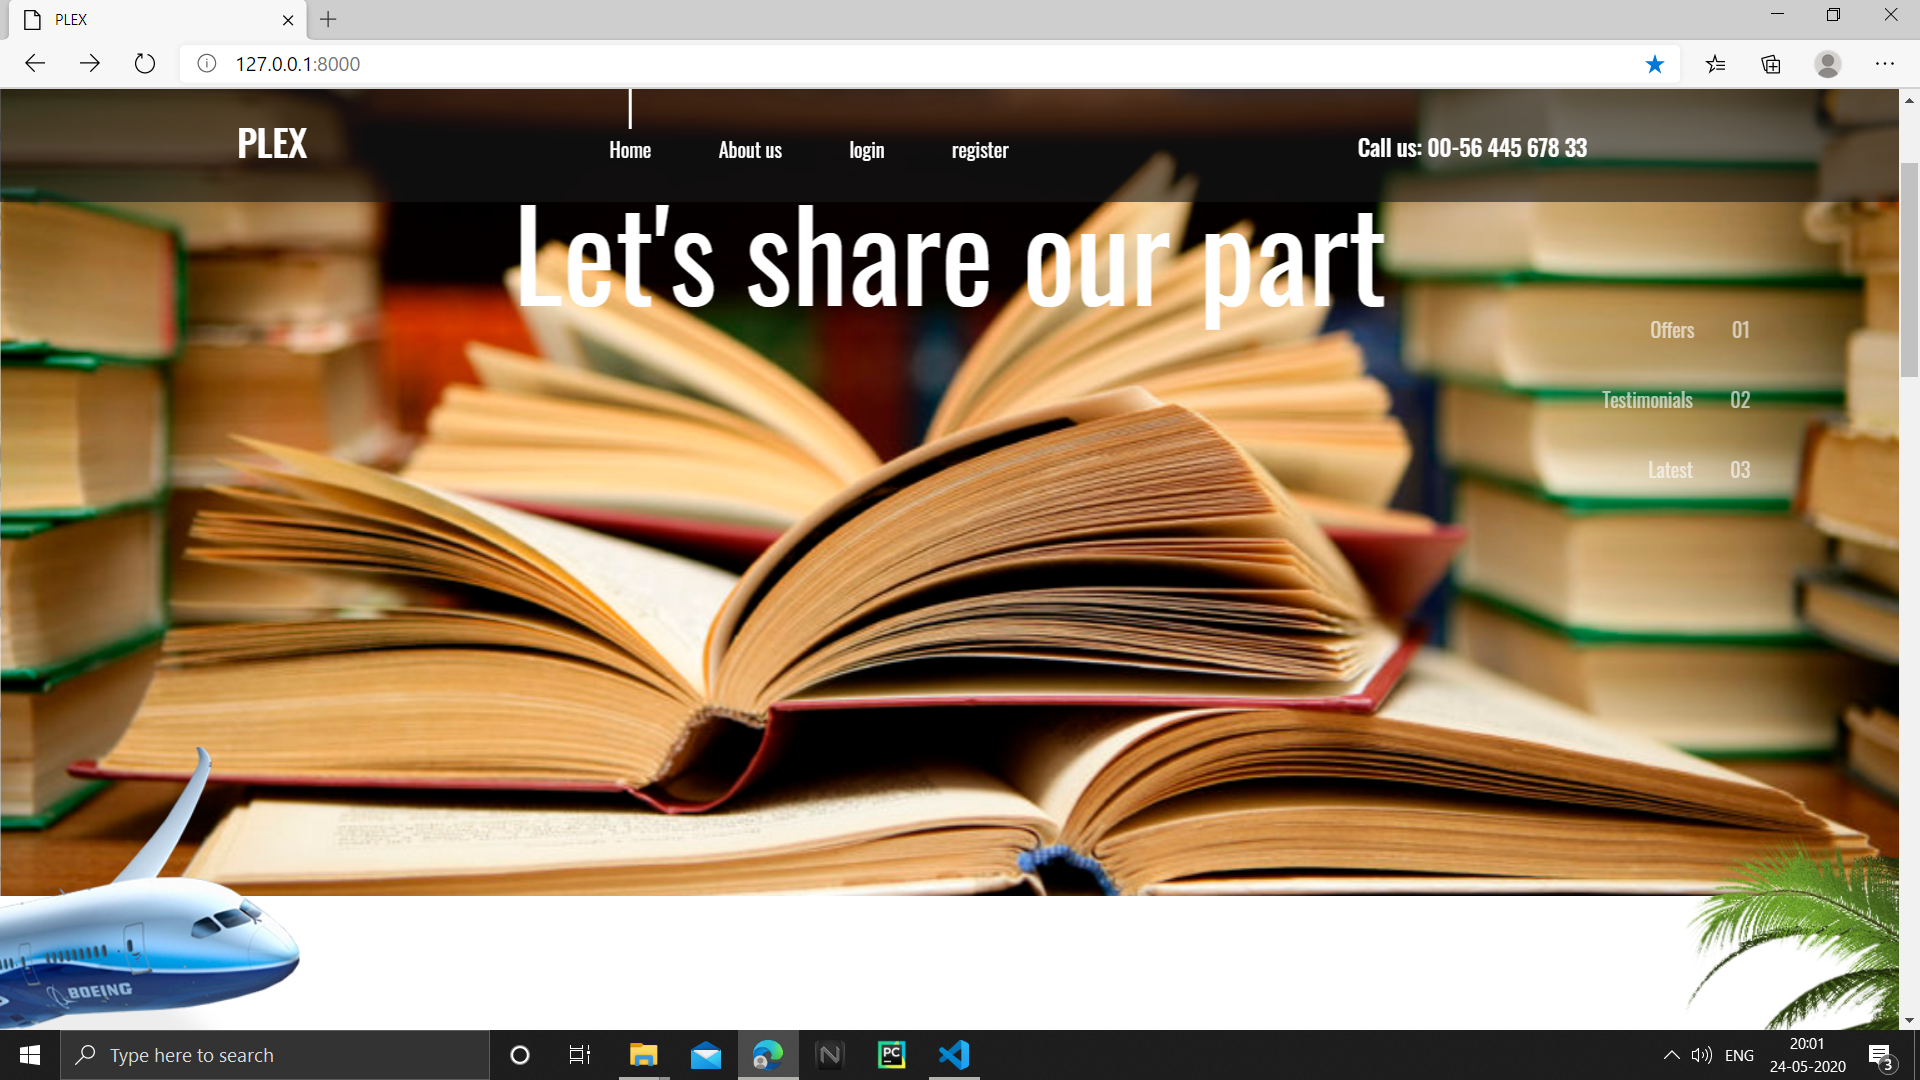 PLEX
127.0.0.1:8000
PLEX
Home About us login register
Call us: 00-56 445 678 33
Let's share our part
Offers 01
Testimonials 02
Latest 03
BOEING
Type here to search
N
PC
ENG
20:01
24-05-2020
3